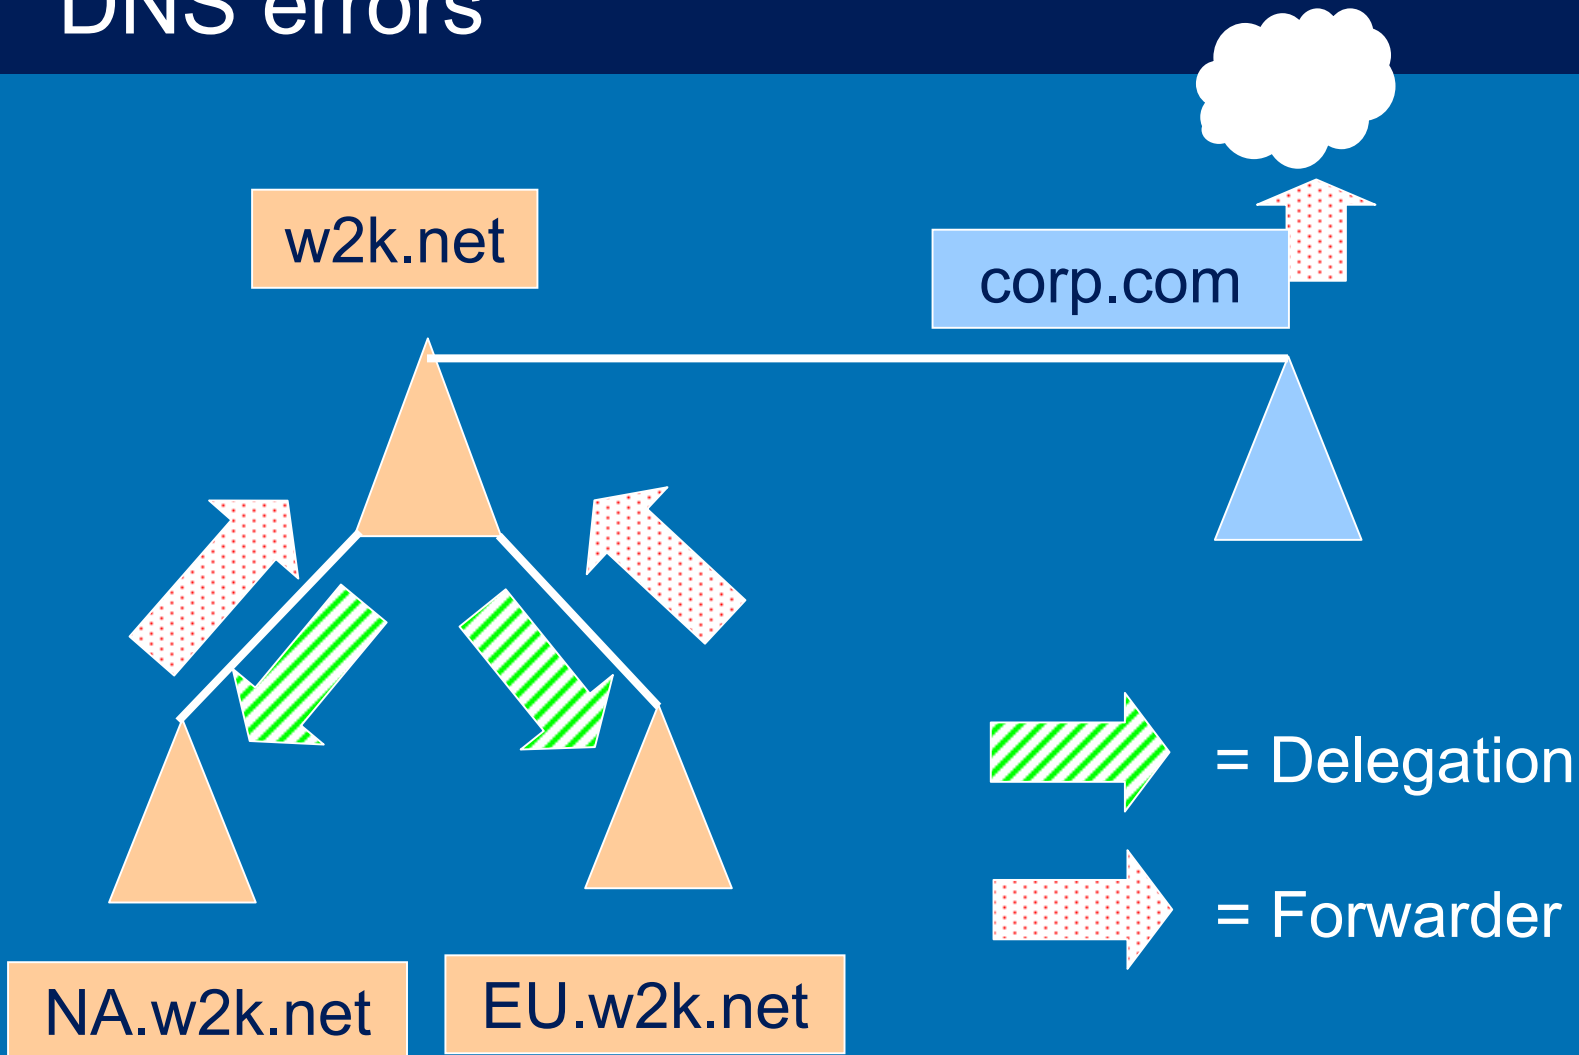 DNS errors
w2k.net
corp.com
= Delegation
= Forwarder
NA.w2k.net
EU.w2k.net